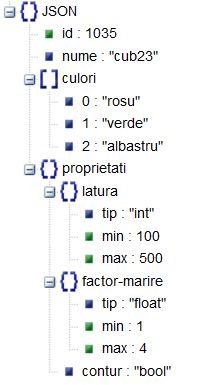 JSON
id : 1035
nume : "cub23"
culori
0 : "rosu"
1 : "verde"
2 : "albastru"
proprietati
latura
tip : "int"
min : 100
max : 500
factor-marire
tip : "float"
min : 1
max : 4
contur : "bool"